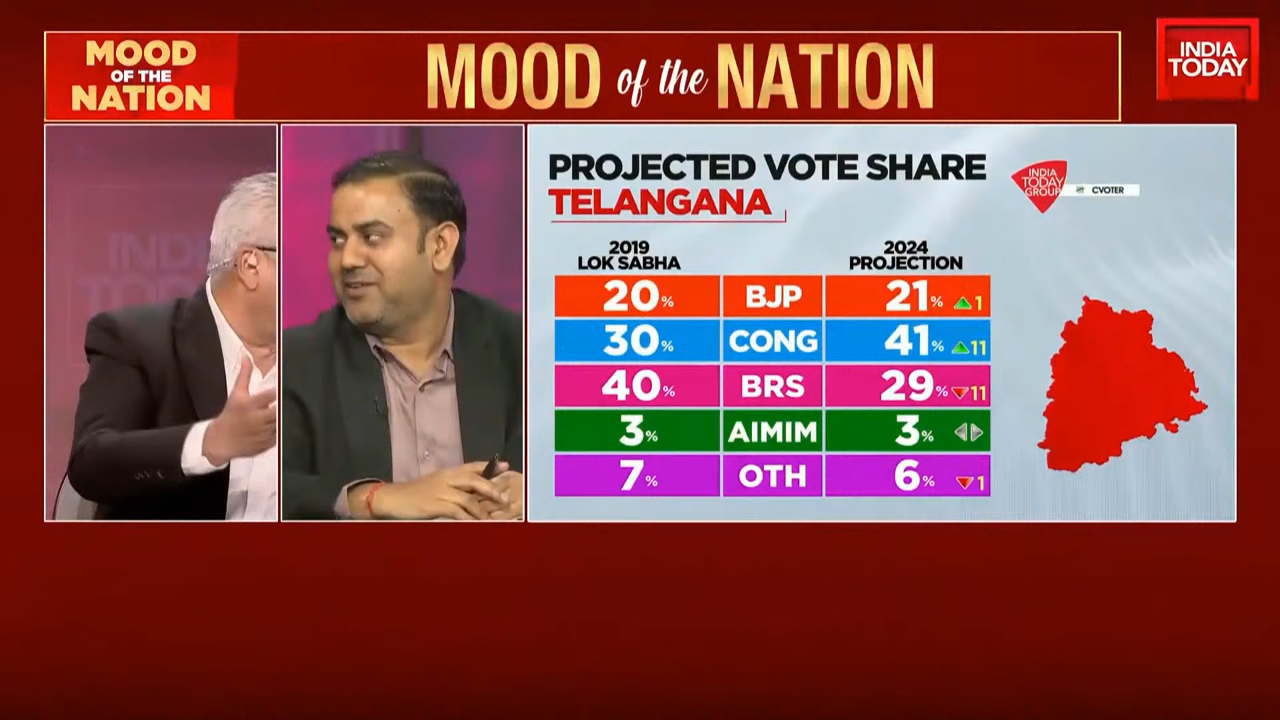 MOOD
OF THE
NATION
MOOD of the NATION
INDIA
TODAY
PROJECTED VOTE SHARE
TELANGANA
INDIA
TODAY
GROUP
CVOTER
2019
LOK SABHA
2024
PROJECTION
20% BJP 21% 1
30% CONG 41% 11
40% BRS 29% 11
3% AIMIM 3%
7% OTH 6% 1